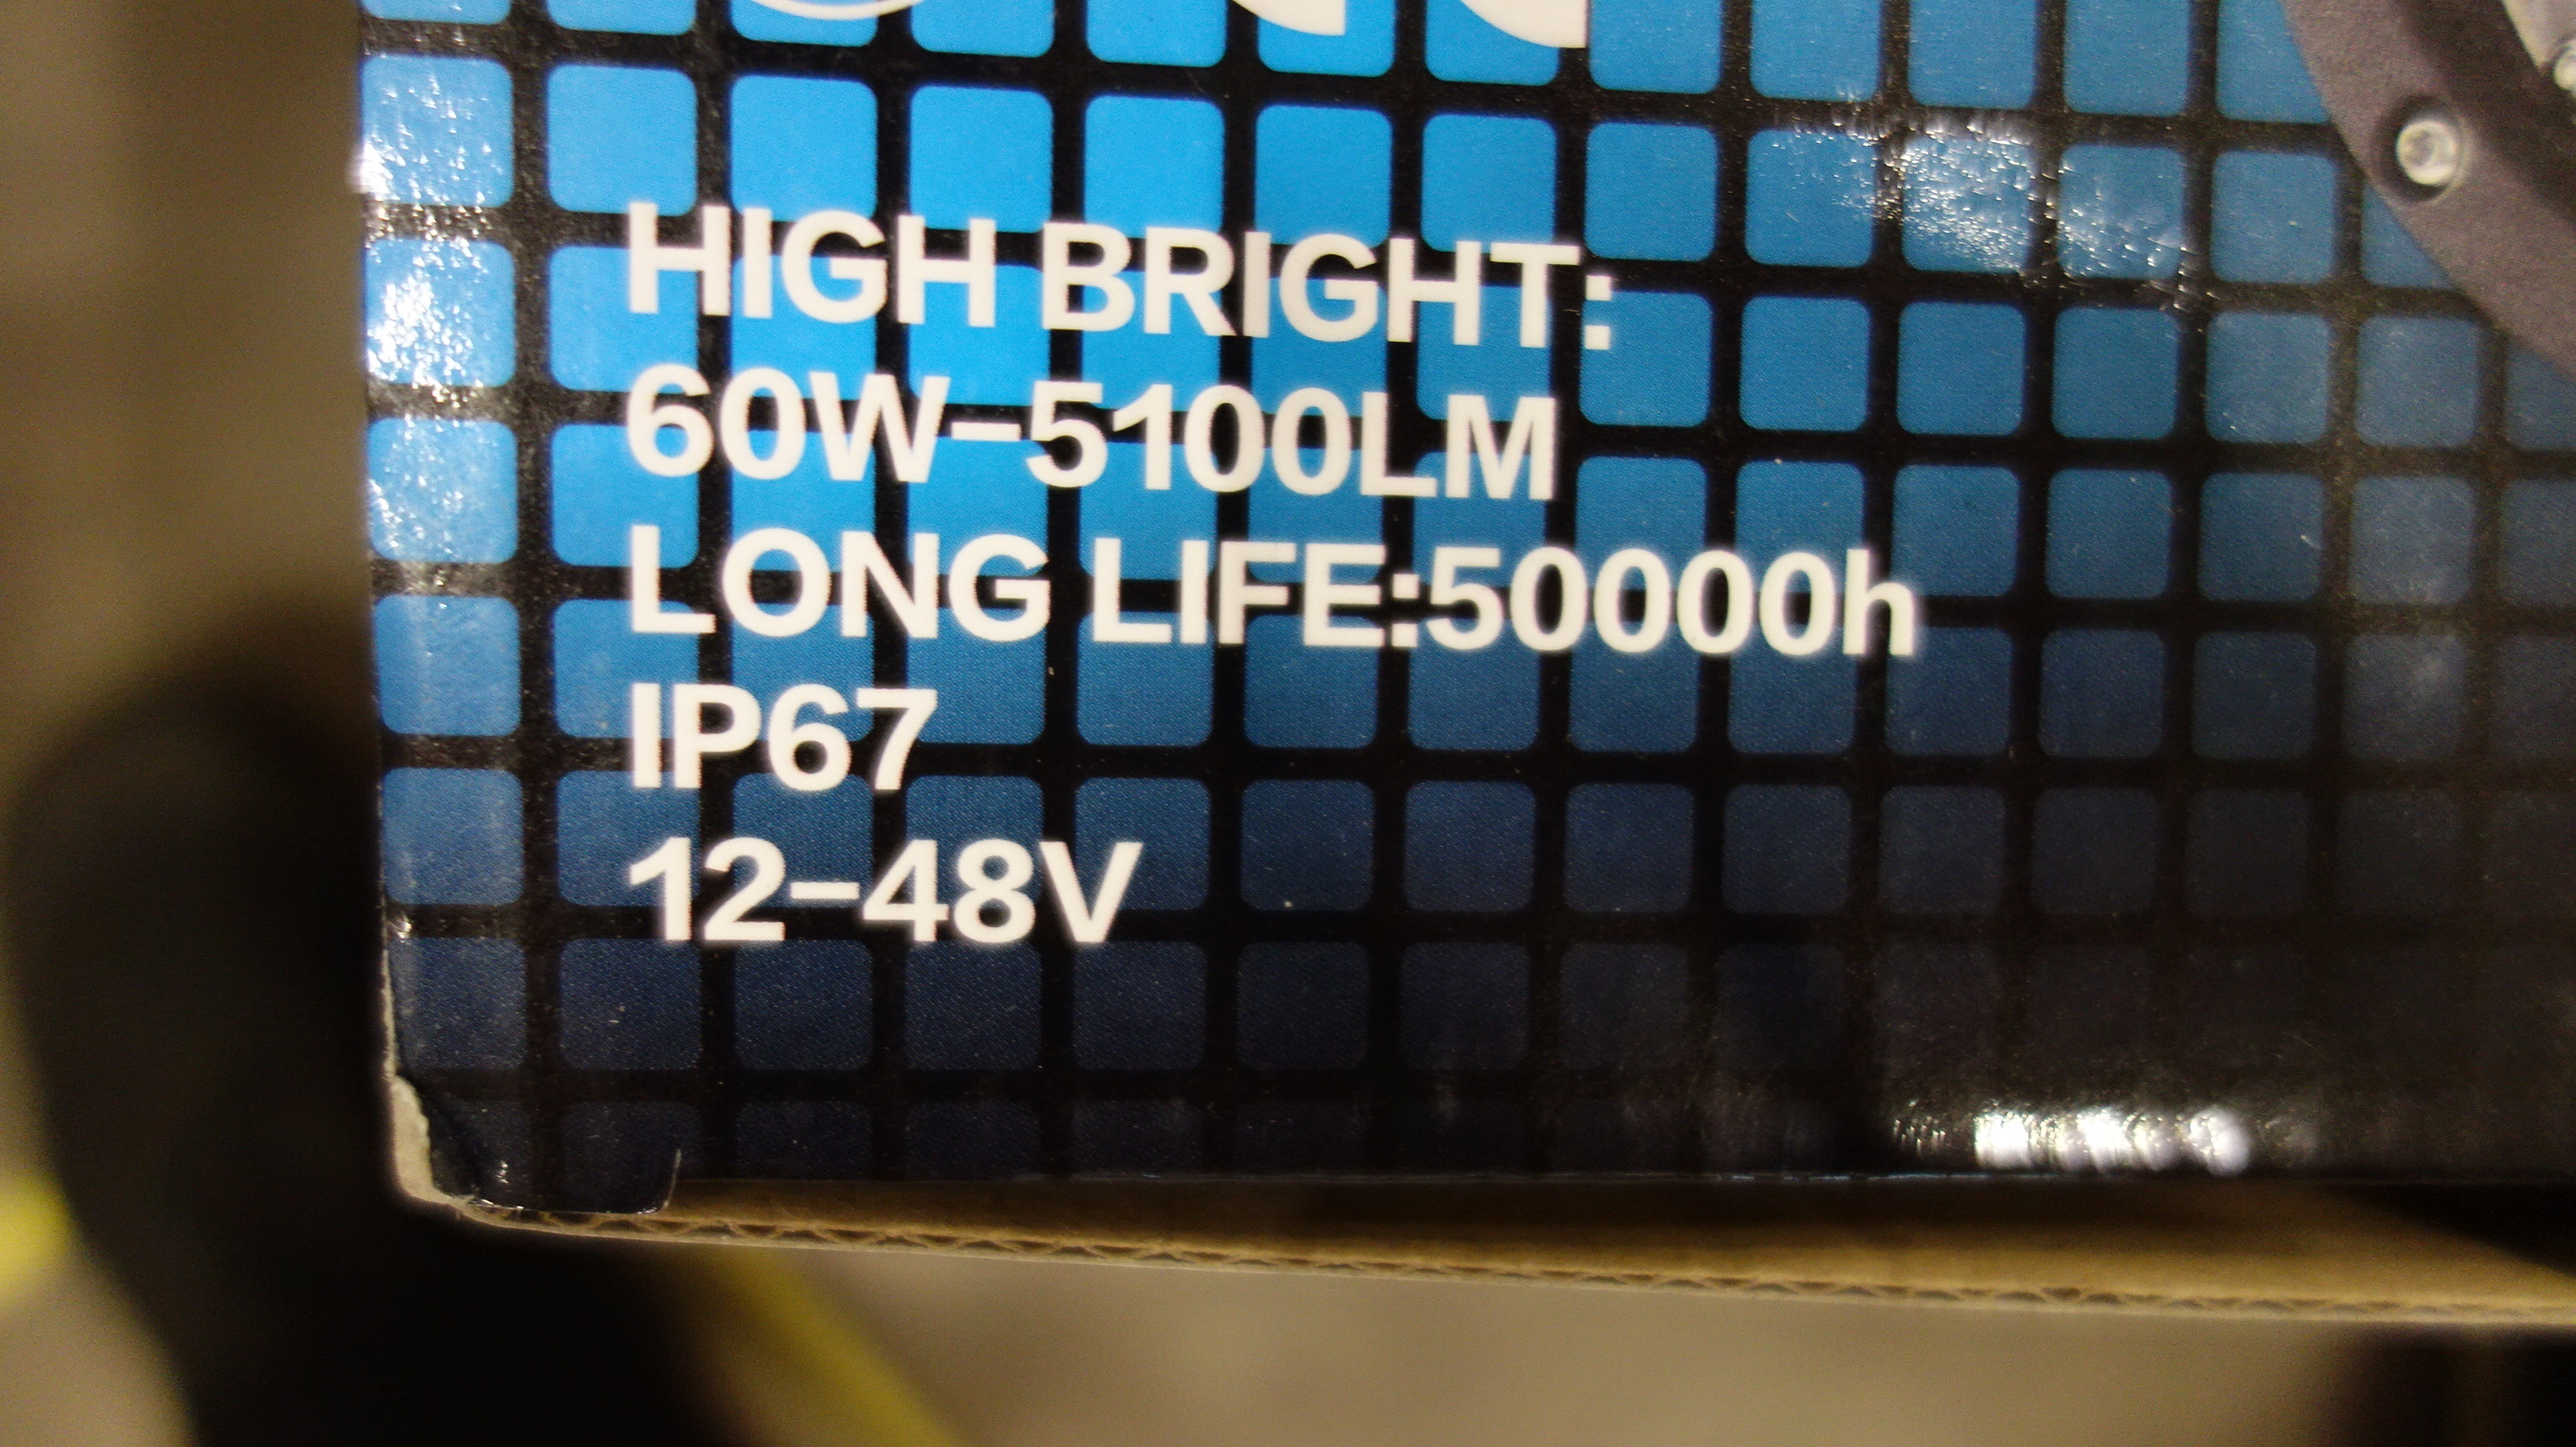 HIGH BRIGHT:
60W-5100LM
LONG LIFE:50000h
IP67
12-48V